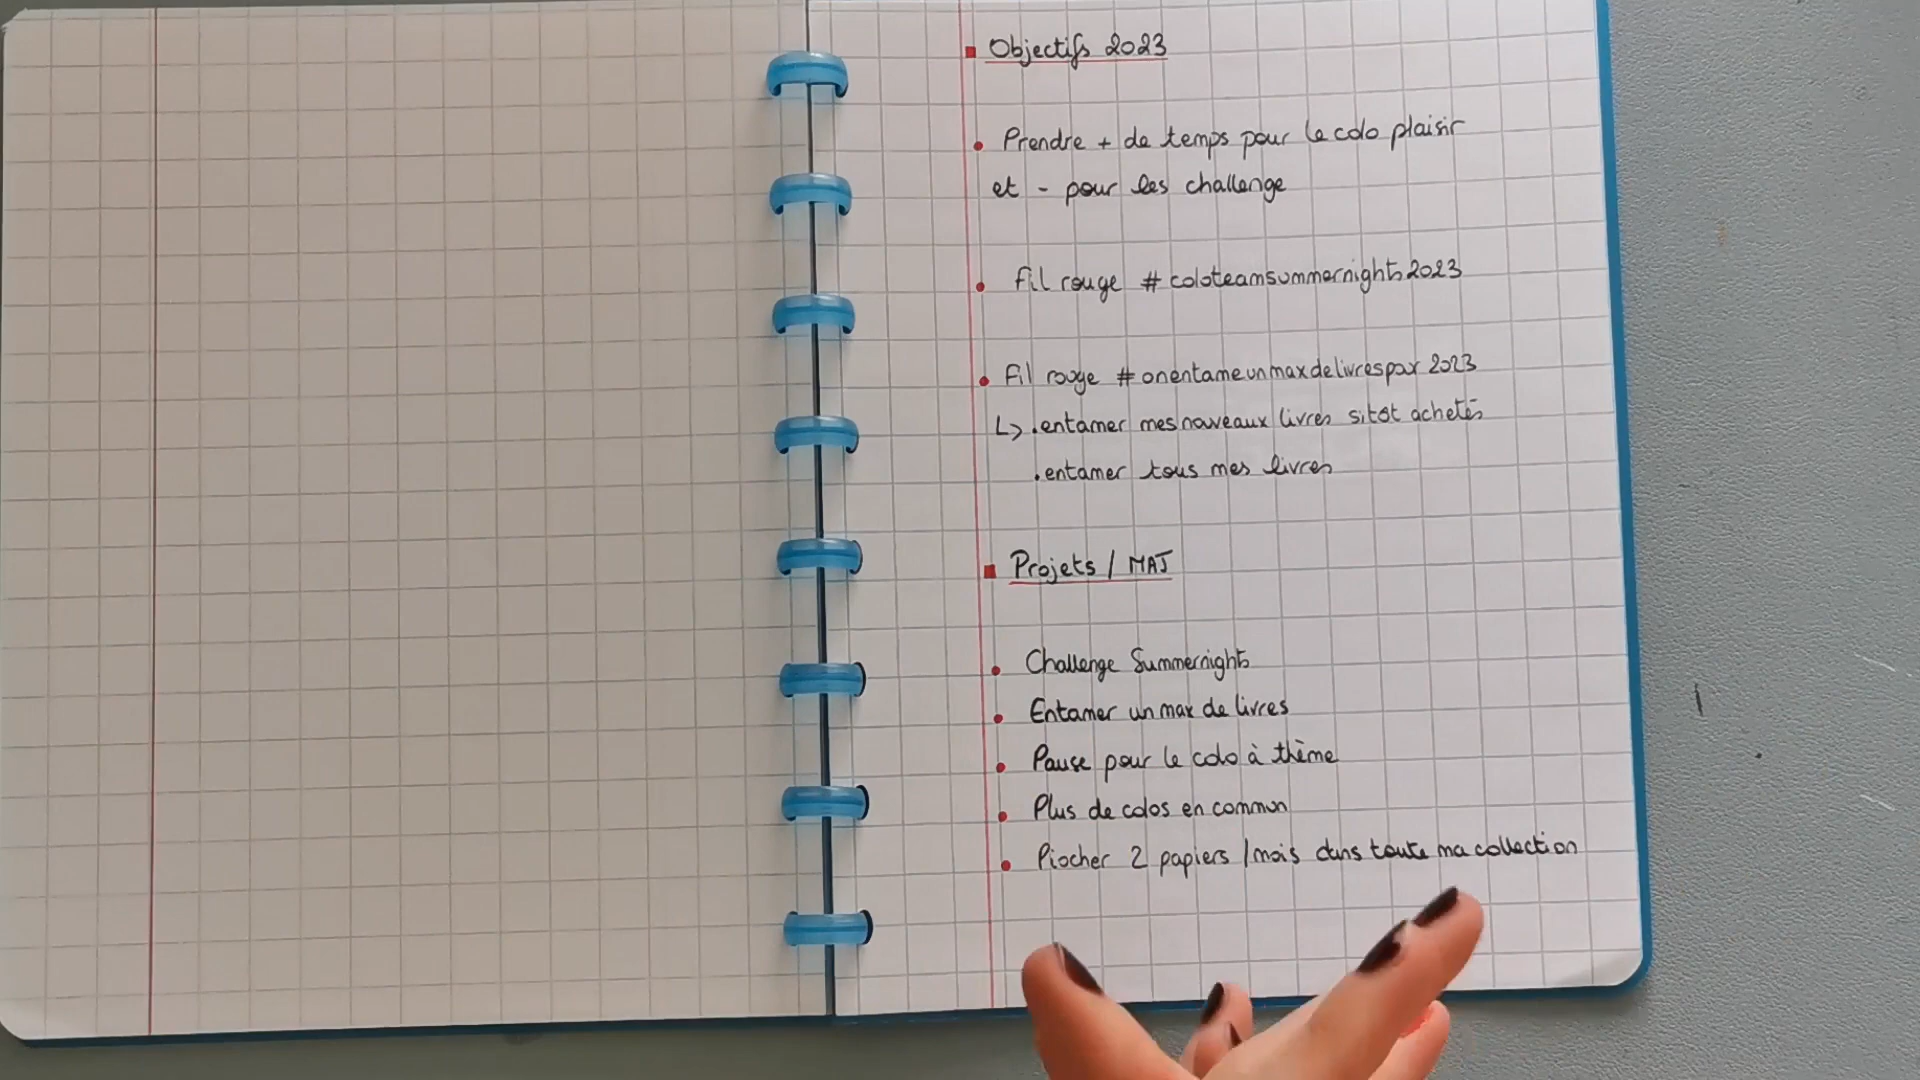 Objectifs 2023
Prendre + de temps pour le colo plaisir
et - pour les challenge
Fil rouge #coloteamsummernights2023
Fil rouge #onentameunmaxdelivrespar 2023
↳ .entamer mes nouveaux livres sitôt achetés
.entamer tous mes livres
Projets / MAJ
Challenge Summernights
Entamer un max de livres
Pause pour le colo à thème
Plus de colos en commun
Piocher 2 papiers /mois dans toute ma collection